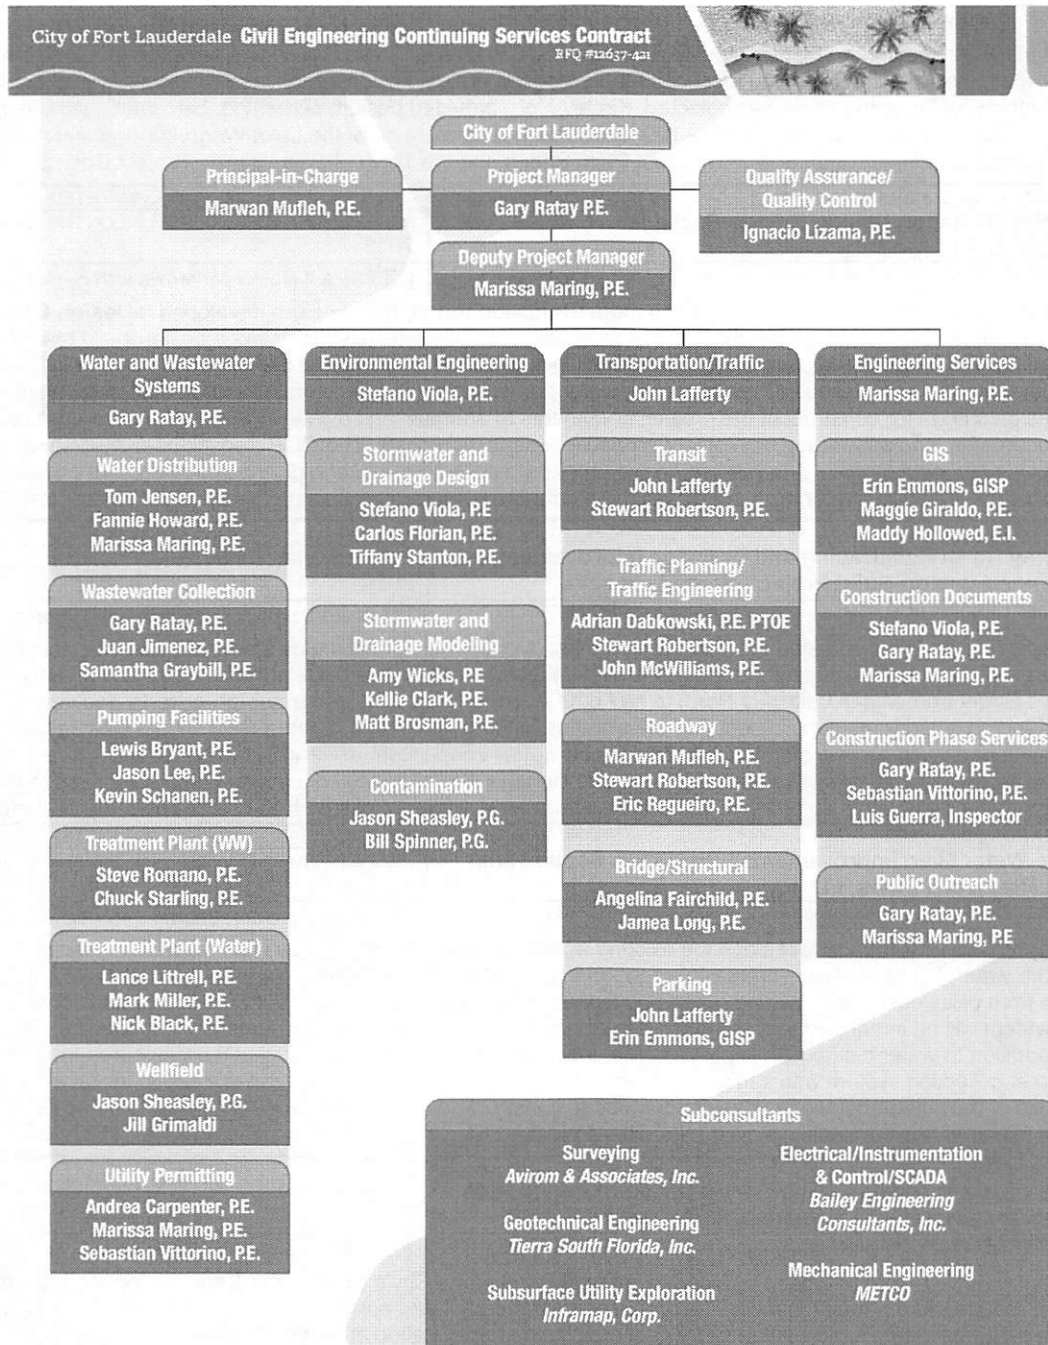 City of Fort Lauderdale Civil Engineering Continuing Services Contract
RFQ #12637-421
City of Fort Lauderdale
Principal-in-Charge
Marwan Mufleh, P.E.
Project Manager
Gary Ratay P.E.
Quality Assurance/
Quality Control
Ignacio Lizama, P.E.
Deputy Project Manager
Marissa Maring, P.E.
Water and Wastewater
Systems
Gary Ratay, P.E.
Water Distribution
Tom Jensen, P.E.
Fannie Howard, P.E.
Marissa Maring, P.E.
Wastewater Collection
Gary Ratay, P.E.
Juan Jimenez, P.E.
Samantha Graybill, P.E.
Pumping Facilities
Lewis Bryant, P.E.
Jason Lee, P.E.
Kevin Schanen, P.E.
Treatment Plant (WW)
Steve Romano, P.E.
Chuck Starling, P.E.
Treatment Plant (Water)
Lance Littrell, P.E.
Mark Miller, P.E.
Nick Black, P.E.
Wellfield
Jason Sheasley, P.G.
Jill Grimaldi
Utility Permitting
Andrea Carpenter, P.E.
Marissa Maring, P.E.
Sebastian Vittorino, P.E.
Environmental Engineering
Stefano Viola, P.E.
Stormwater and
Drainage Design
Stefano Viola, P.E
Carlos Florian, P.E.
Tiffany Stanton, P.E.
Stormwater and
Drainage Modeling
Amy Wicks, P.E
Kellie Clark, P.E.
Matt Brosman, P.E.
Contamination
Jason Sheasley, P.G.
Bill Spinner, P.G.
Transportation/Traffic
John Lafferty
Transit
John Lafferty
Stewart Robertson, P.E.
Traffic Planning/
Traffic Engineering
Adrian Dabkowski, P.E. PTOE
Stewart Robertson, P.E.
John McWilliams, P.E.
Roadway
Marwan Mufleh, P.E.
Stewart Robertson, P.E.
Eric Regueiro, P.E.
Bridge/Structural
Angelina Fairchild, P.E.
Jamea Long, P.E.
Parking
John Lafferty
Erin Emmons, GISP
Engineering Services
Marissa Maring, P.E.
GIS
Erin Emmons, GISP
Maggie Giraldo, P.E.
Maddy Hollowed, E.I.
Construction Documents
Stefano Viola, P.E.
Gary Ratay, P.E.
Marissa Maring, P.E.
Construction Phase Services
Gary Ratay, P.E.
Sebastian Vittorino, P.E.
Luis Guerra, Inspector
Public Outreach
Gary Ratay, P.E.
Marissa Maring, P.E
Subconsultants
Surveying
Avirom & Associates, Inc.
Geotechnical Engineering
Tierra South Florida, Inc.
Subsurface Utility Exploration
Inframap, Corp.
Electrical/Instrumentation
& Control/SCADA
Bailey Engineering
Consultants, Inc.
Mechanical Engineering
METCO